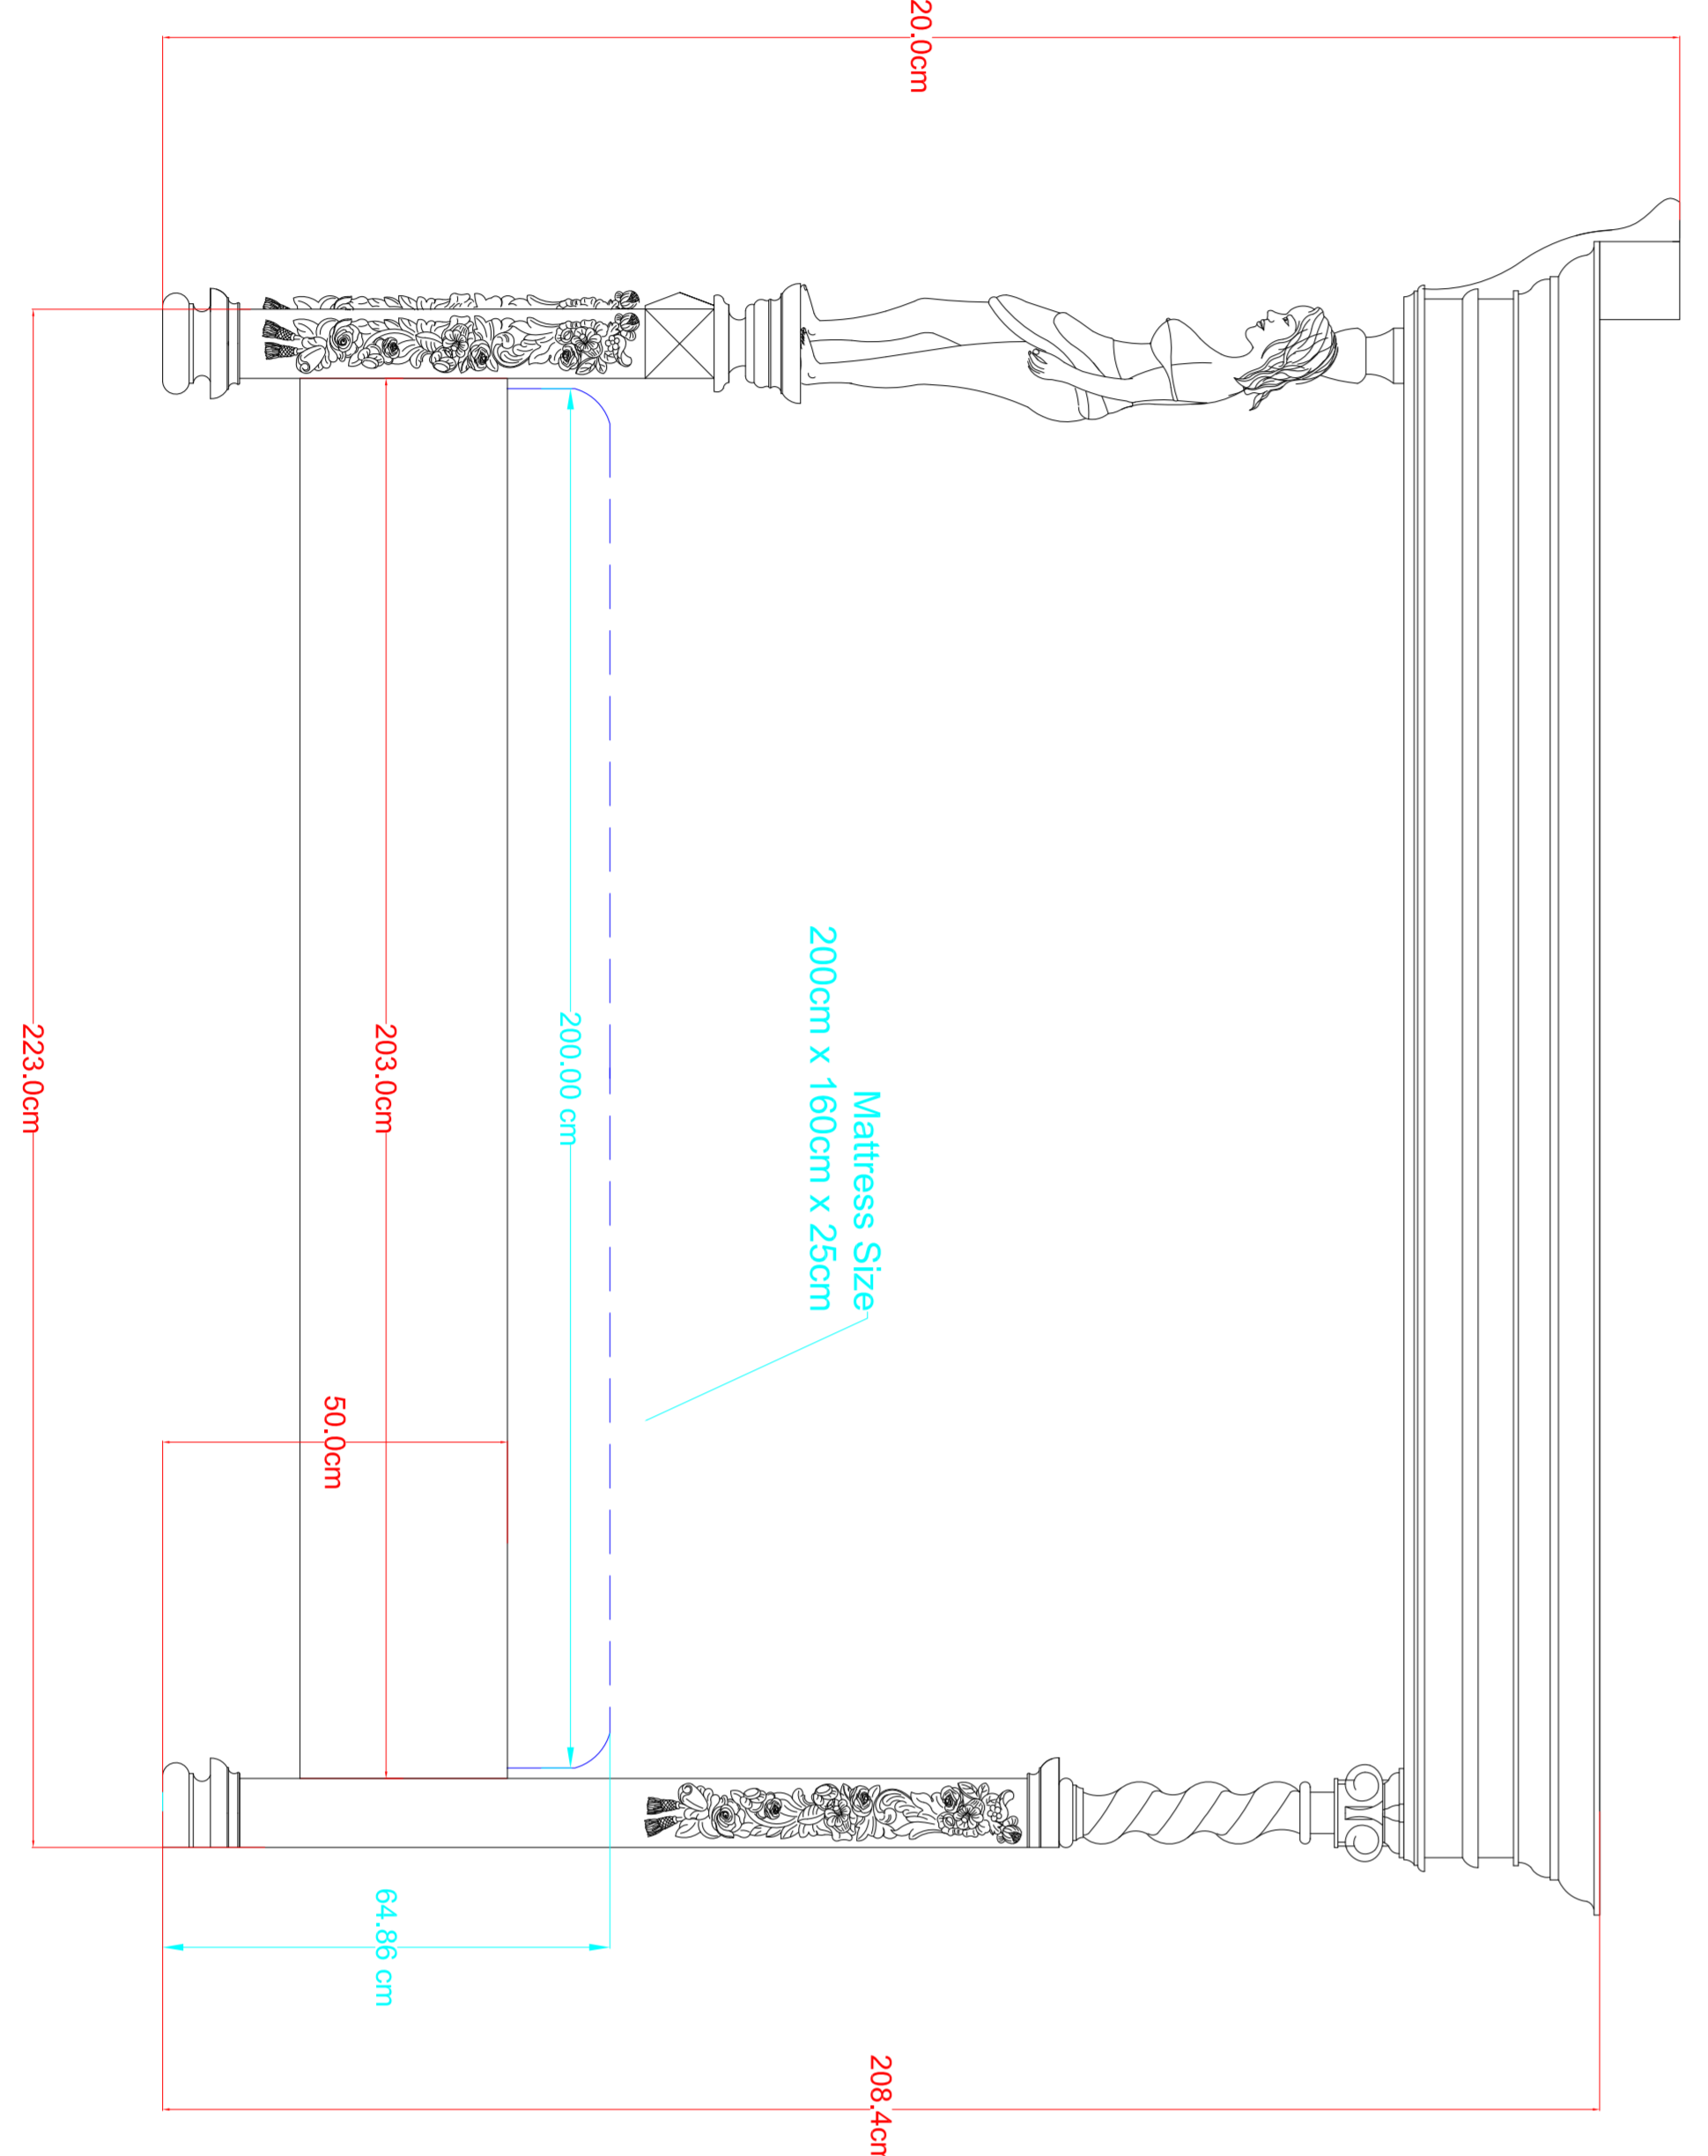 20.0cm
Mattress Size
200cm x 160cm x 25cm
200.00 cm
203.0cm
50.0cm
223.0cm
64.86 cm
208.4cm